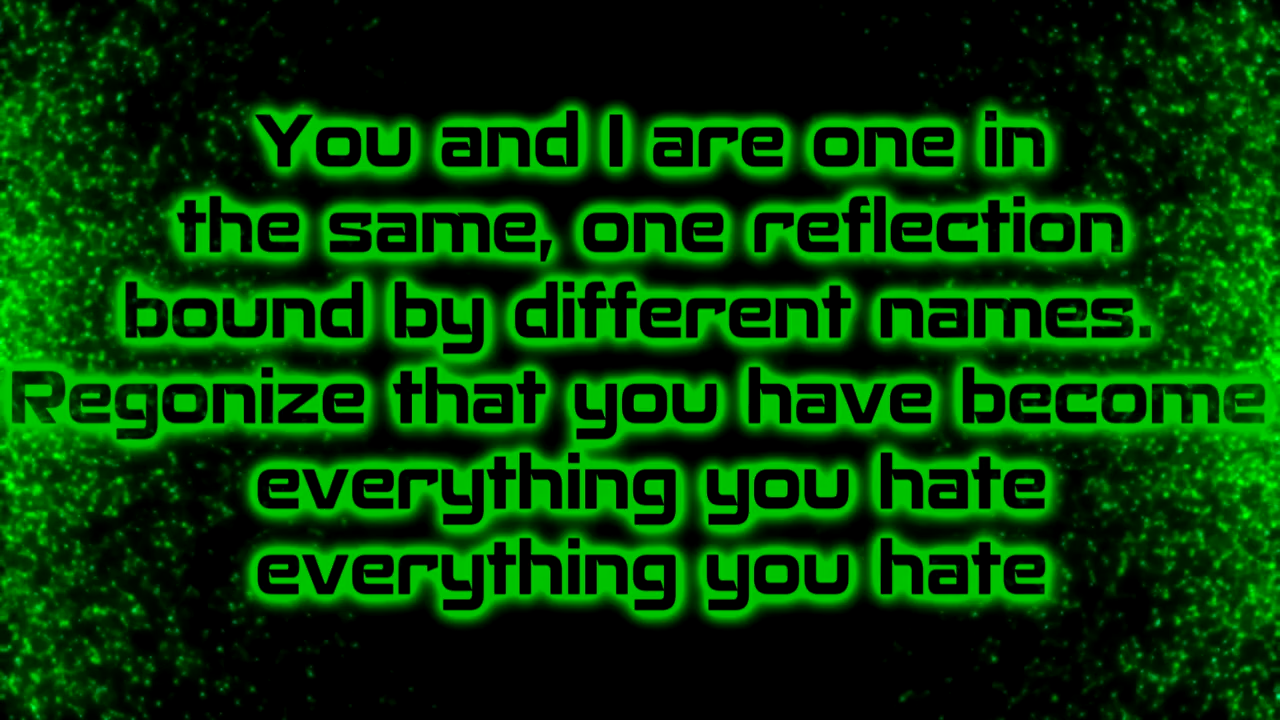 You and I are one in
the same, one reflection
bound by different names.
Regonize that you have become
everything you hate
everything you hate